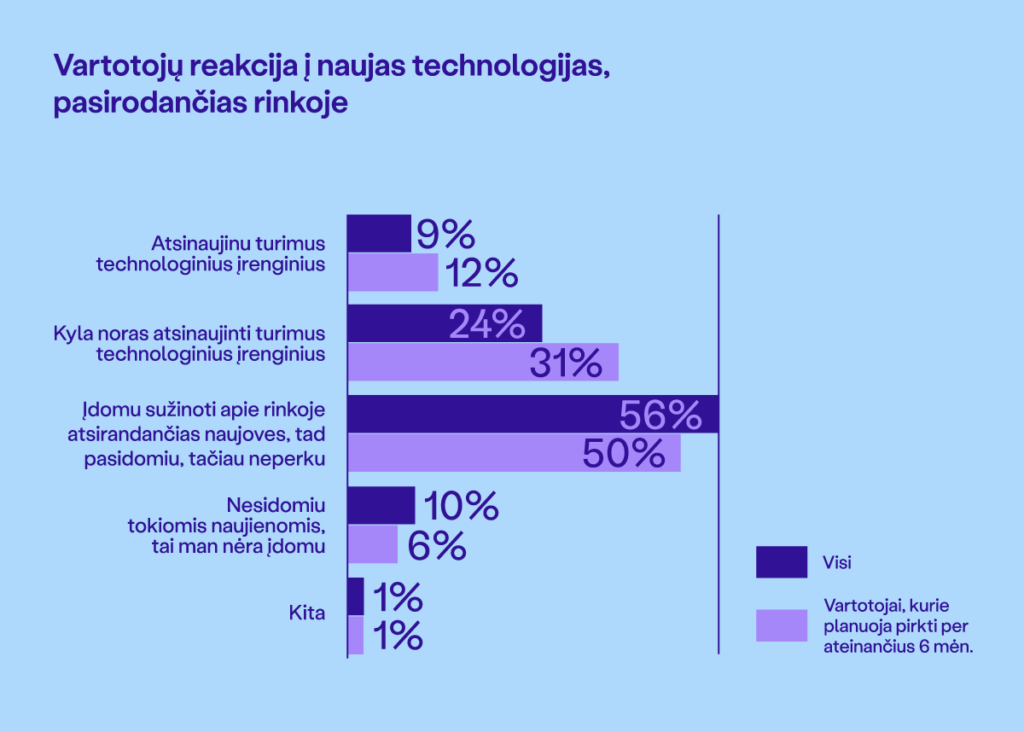 Vartotojų reakcija į naujas technologijas,
pasirodančias rinkoje
Atsinaujinu turimus
technologinius įrenginius
9%
12%
Kyla noras atsinaujinti turimus
technologinius įrenginius
24%
31%
Įdomu sužinoti apie rinkoje
atsirandančias naujoves, tad
pasidomiu, tačiau neperku
56%
50%
Nesidomiu
tokiomis naujienomis,
tai man nėra įdomu
10%
6%
Kita
1%
1%
Visi
Vartotojai, kurie
planuoja pirkti per
ateinančius 6 mėn.